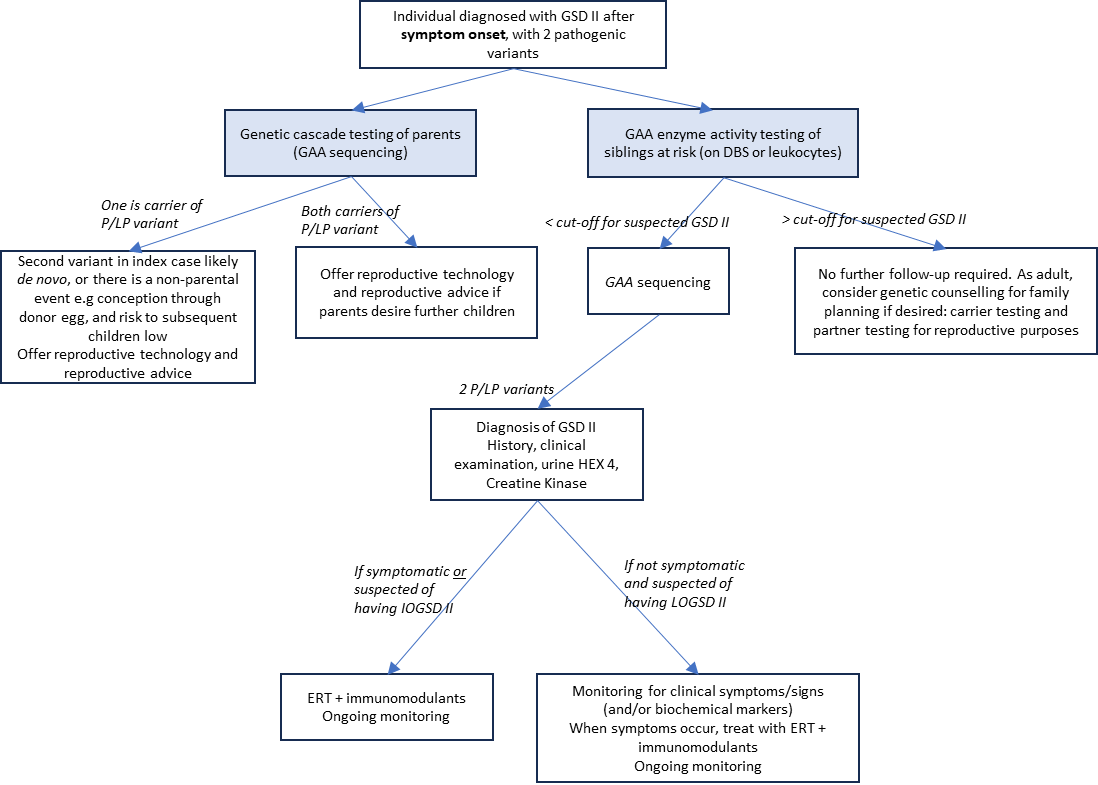 Individual diagnosed with GSD II after
symptom onset, with 2 pathogenic
variants
Genetic cascade testing of parents
(GAA sequencing)
GAA enzyme activity testing of
siblings at risk (on DBS or leukocytes)
One is carrier of
P/LP variant
Both carriers of
P/LP variant
< cut-off for suspected GSD II
> cut-off for suspected GSD II
Second variant in index case likely
de novo, or there is a non-parental
event e.g conception through
donor egg, and risk to subsequent
children low
Offer reproductive technology and
reproductive advice
Offer reproductive technology
and reproductive advice if
parents desire further children
GAA sequencing
No further follow-up required. As adult,
consider genetic counselling for family
planning if desired: carrier testing and
partner testing for reproductive purposes
2 P/LP variants
Diagnosis of GSD II
History, clinical
examination, urine HEX 4,
Creatine Kinase
If symptomatic or
suspected of
having IOGSD II
If not symptomatic
and suspected of
having LOGSD II
ERT + immunomodulants
Ongoing monitoring
Monitoring for clinical symptoms/signs
(and/or biochemical markers)
When symptoms occur, treat with ERT +
immunomodulants
Ongoing monitoring